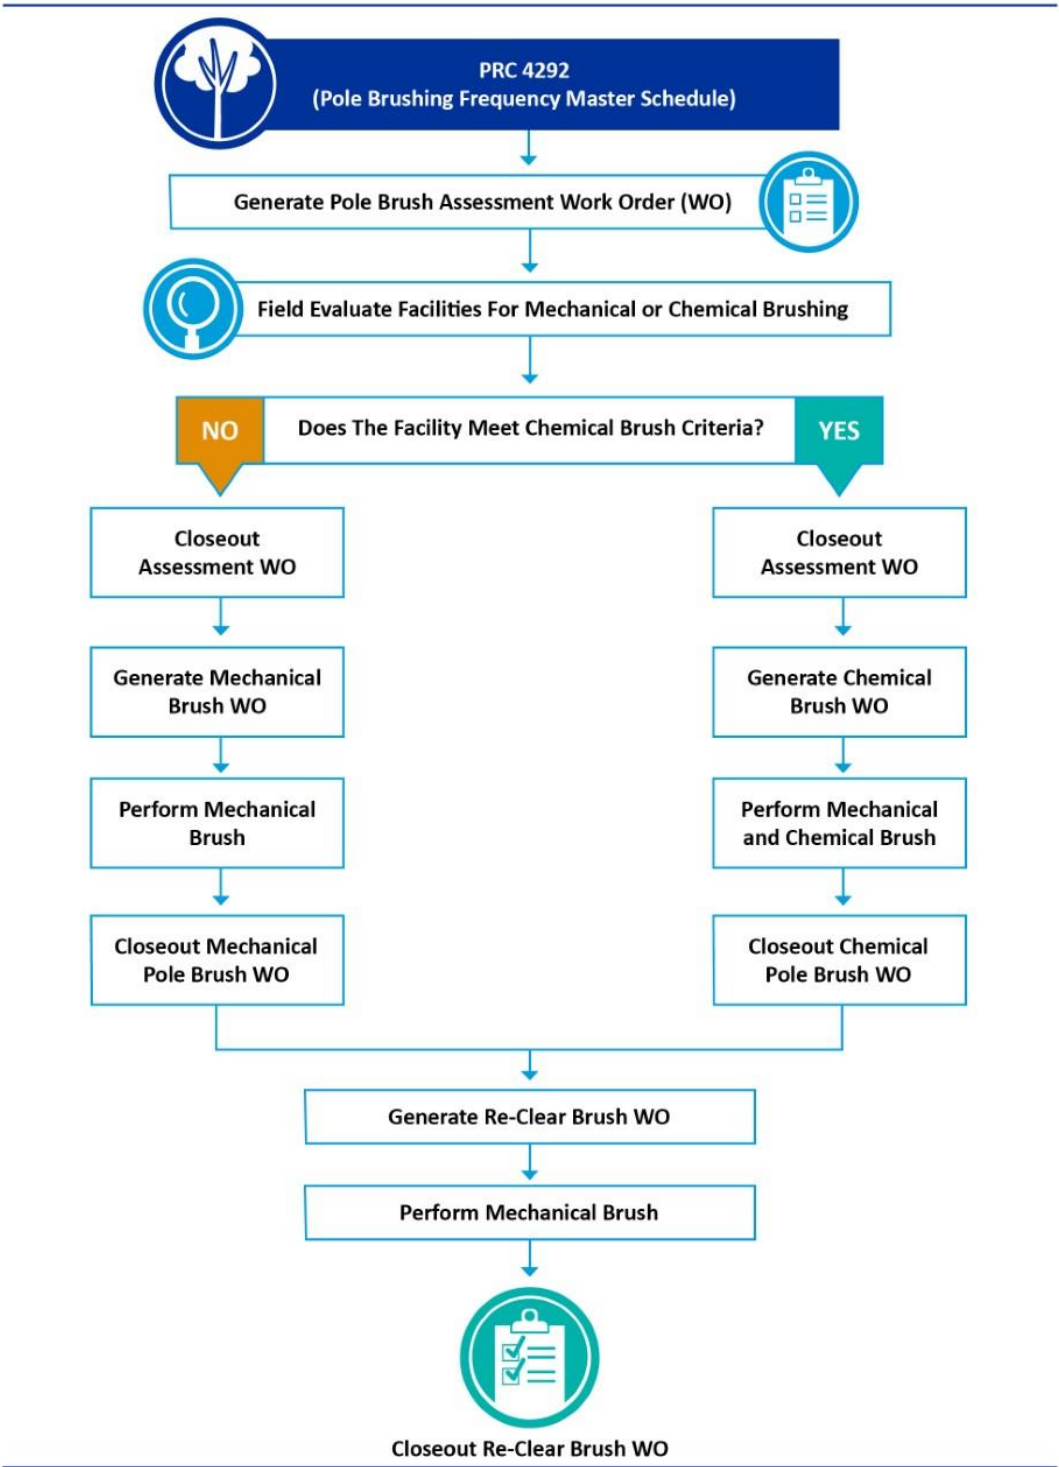 PRC 4292
(Pole Brushing Frequency Master Schedule)
Generate Pole Brush Assessment Work Order (WO)
Field Evaluate Facilities For Mechanical or Chemical Brushing
NO
Does The Facility Meet Chemical Brush Criteria?
YES
Closeout
Assessment WO
Generate Mechanical
Brush WO
Perform Mechanical
Brush
Closeout Mechanical
Pole Brush WO
Closeout
Assessment WO
Generate Chemical
Brush WO
Perform Mechanical
and Chemical Brush
Closeout Chemical
Pole Brush WO
Generate Re-Clear Brush WO
Perform Mechanical Brush
Closeout Re-Clear Brush WO